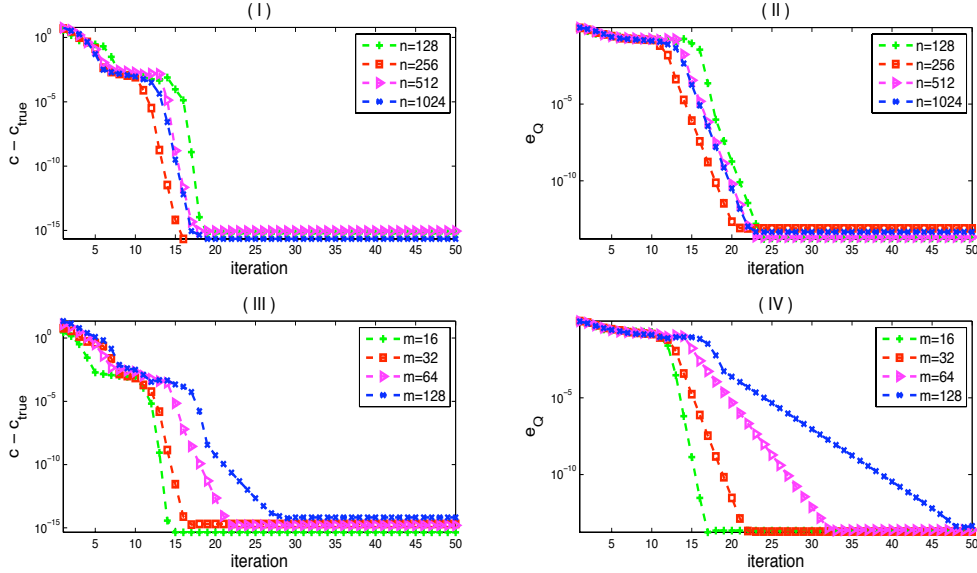 ( I )
10^0
10^-5
10^-10
10^-15
c − c_true
5 10 15 20 25 30 35 40 45 50
iteration
n=128
n=256
n=512
n=1024
( II )
10^-5
10^-10
e_Q
5 10 15 20 25 30 35 40 45 50
iteration
n=128
n=256
n=512
n=1024
( III )
10^0
10^-5
10^-10
10^-15
c − c_true
5 10 15 20 25 30 35 40 45 50
iteration
m=16
m=32
m=64
m=128
( IV )
10^-5
10^-10
e_Q
5 10 15 20 25 30 35 40 45 50
iteration
m=16
m=32
m=64
m=128